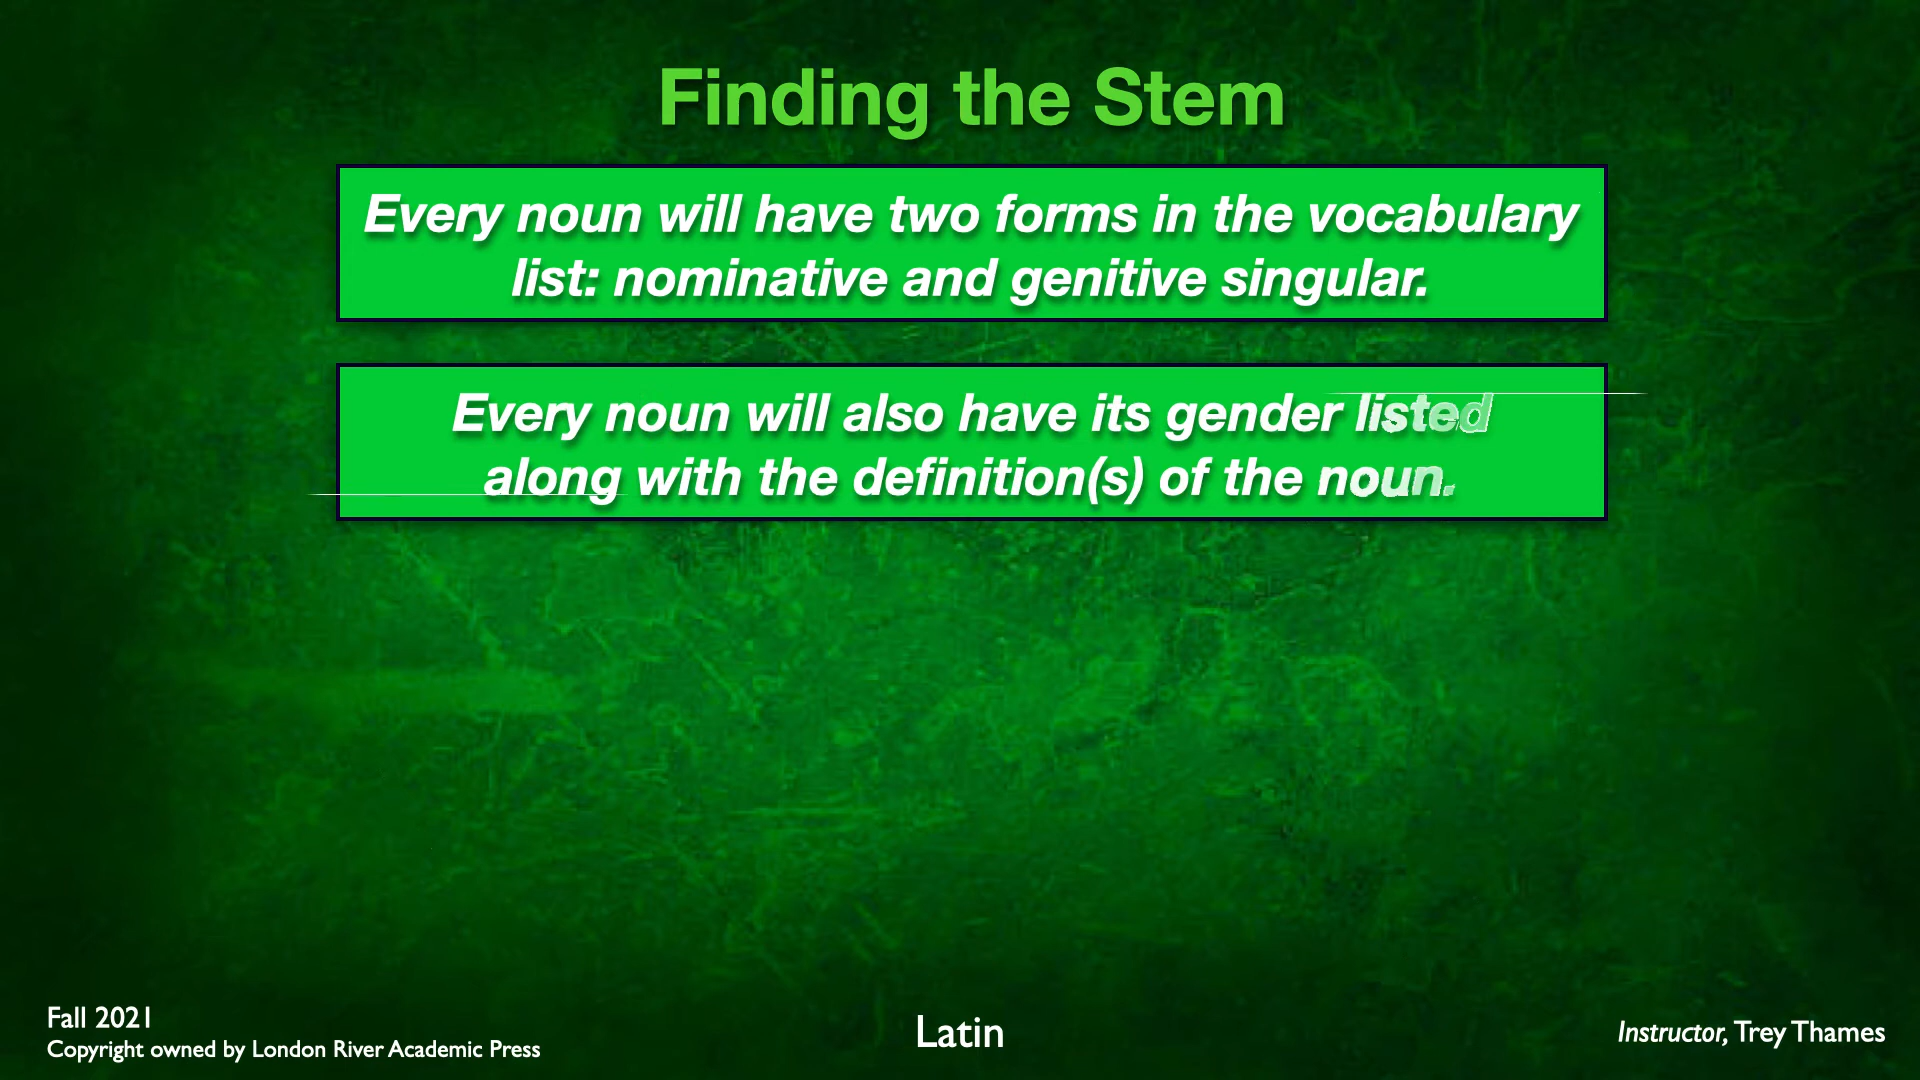 Finding the Stem
Every noun will have two forms in the vocabulary
list: nominative and genitive singular.
Every noun will also have its gender listed
along with the definition(s) of the noun.
Fall 2021
Copyright owned by London River Academic Press
Latin
Instructor, Trey Thames